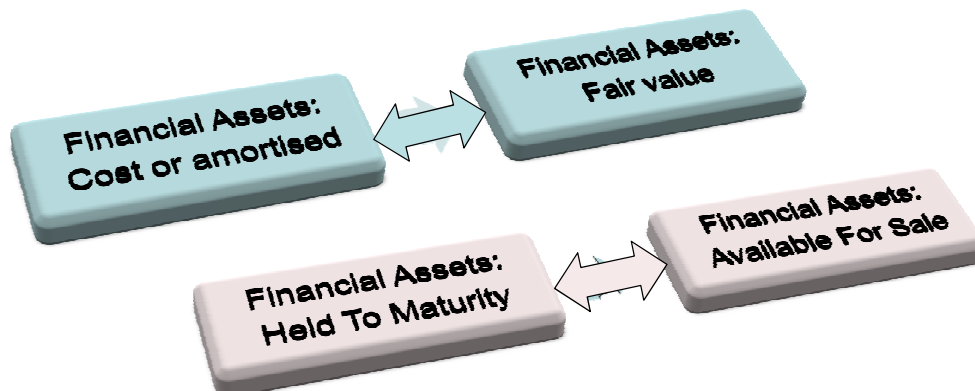 Financial Assets:
Cost or amortised
Financial Assets:
Fair value
Financial Assets:
Held To Maturity
Financial Assets:
Available For Sale